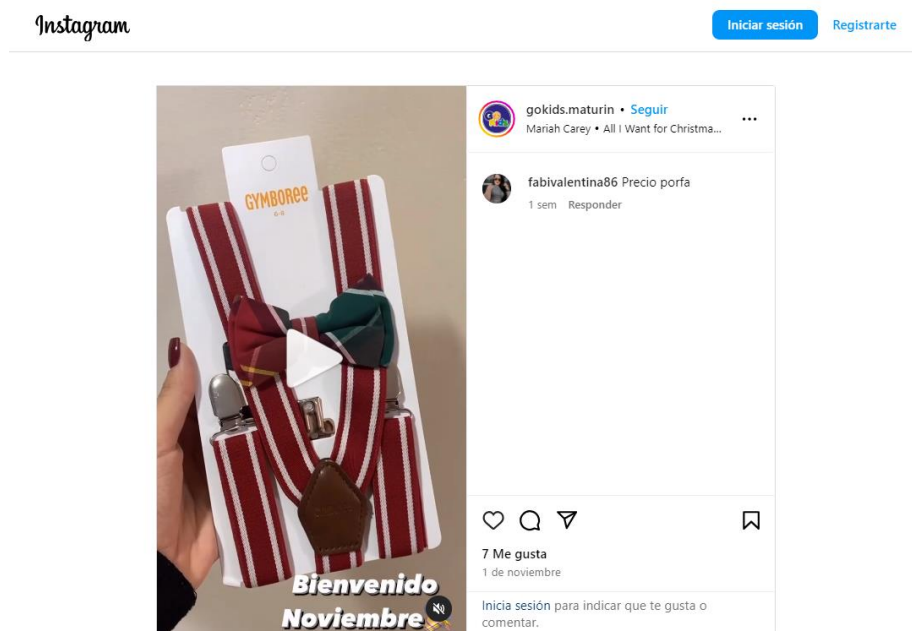 Instagram
Iniciar sesión
Registrarte
gokids.maturin • Seguir
Mariah Carey • All I Want for Christma...
fabivalentina86 Precio porfa
1 sem Responder
GYMBOREE
Bienvenido
Noviembre
7 Me gusta
1 de noviembre
Inicia sesión para indicar que te gusta o
comentar.